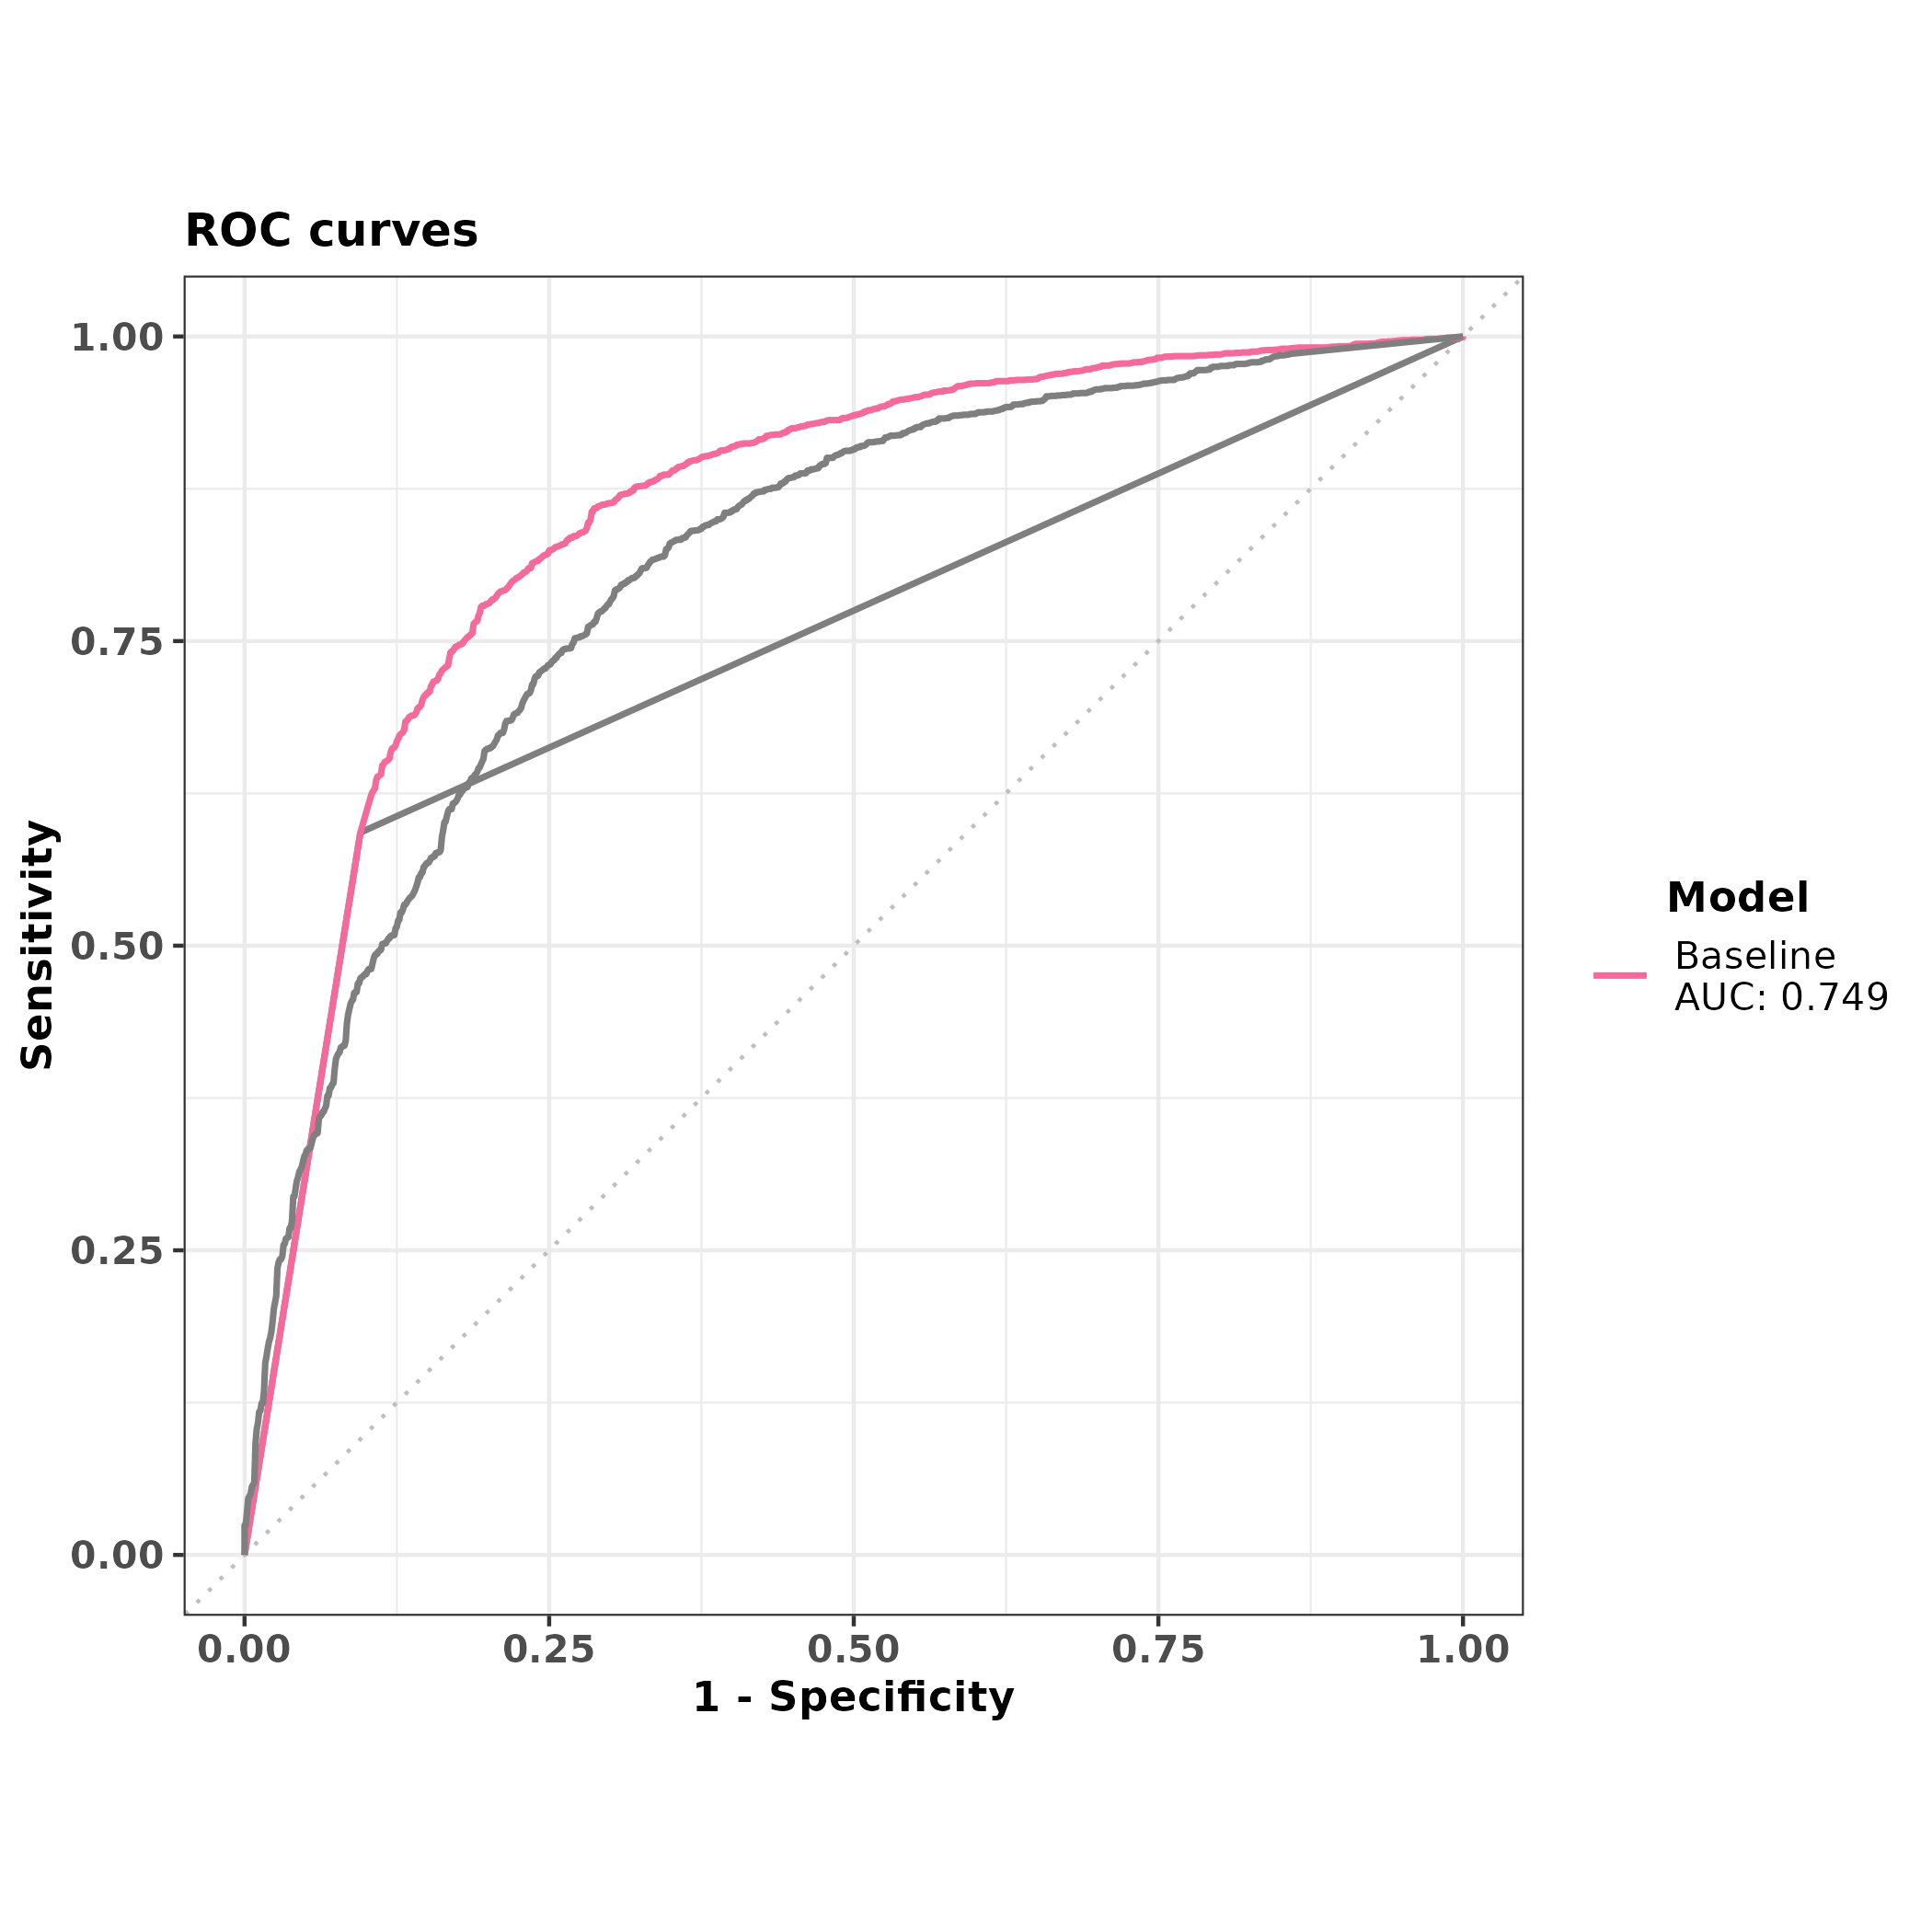 ROC curves
1.00
0.75
0.50
0.25
0.00
Sensitivity
0.00 0.25 0.50 0.75 1.00
1 - Specificity
Model
Baseline
AUC: 0.749